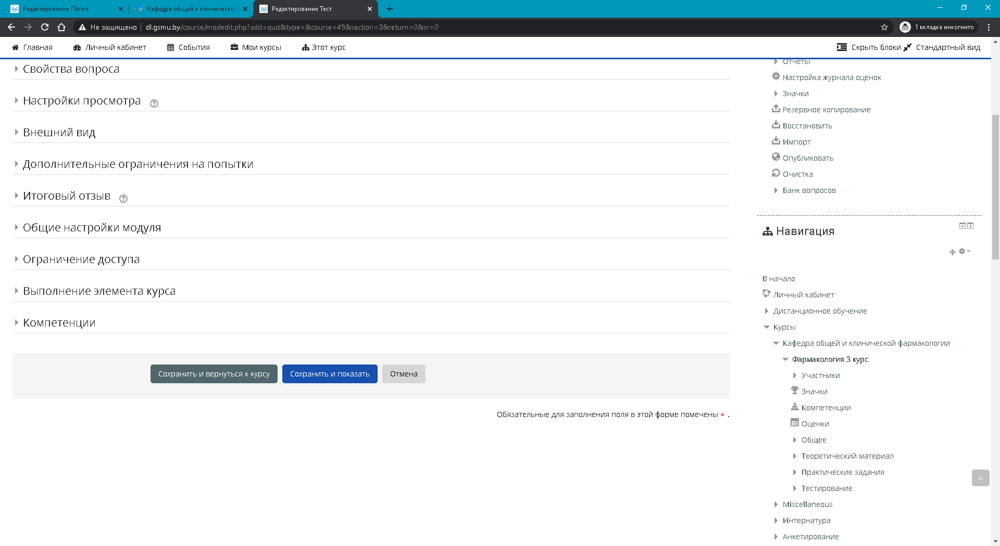 Редактирование Папка
Кафедра общей и клинической
Редактирование Тест
Не защищено
dl.gsmu.by/course/modedit.php?add=quiz&type=&course=49&section=3&return=0&sr=0
1 вкладка инкогнито
Главная
Личный кабинет
События
Мои курсы
Этот курс
Скрыть блоки
Стандартный вид
Свойства вопроса
Настройки просмотра
Внешний вид
Дополнительные ограничения на попытки
Итоговый отзыв
Общие настройки модуля
Ограничение доступа
Выполнение элемента курса
Компетенции
Сохранить и вернуться к курсу
Сохранить и показать
Отмена
Обязательные для заполнения поля в этой форме помечены * .
Отчеты
Настройка журнала оценок
Значки
Резервное копирование
Восстановить
Импорт
Опубликовать
Очистка
Банк вопросов
Навигация
В начало
Личный кабинет
Дистанционное обучение
Курсы
Кафедра общей и клинической фармакологии
Фармакология 3 курс
Участники
Значки
Компетенции
Оценки
Общее
Теоретический материал
Практические задания
Тестирование
Miscellaneous
Интернатура
Анкетирование